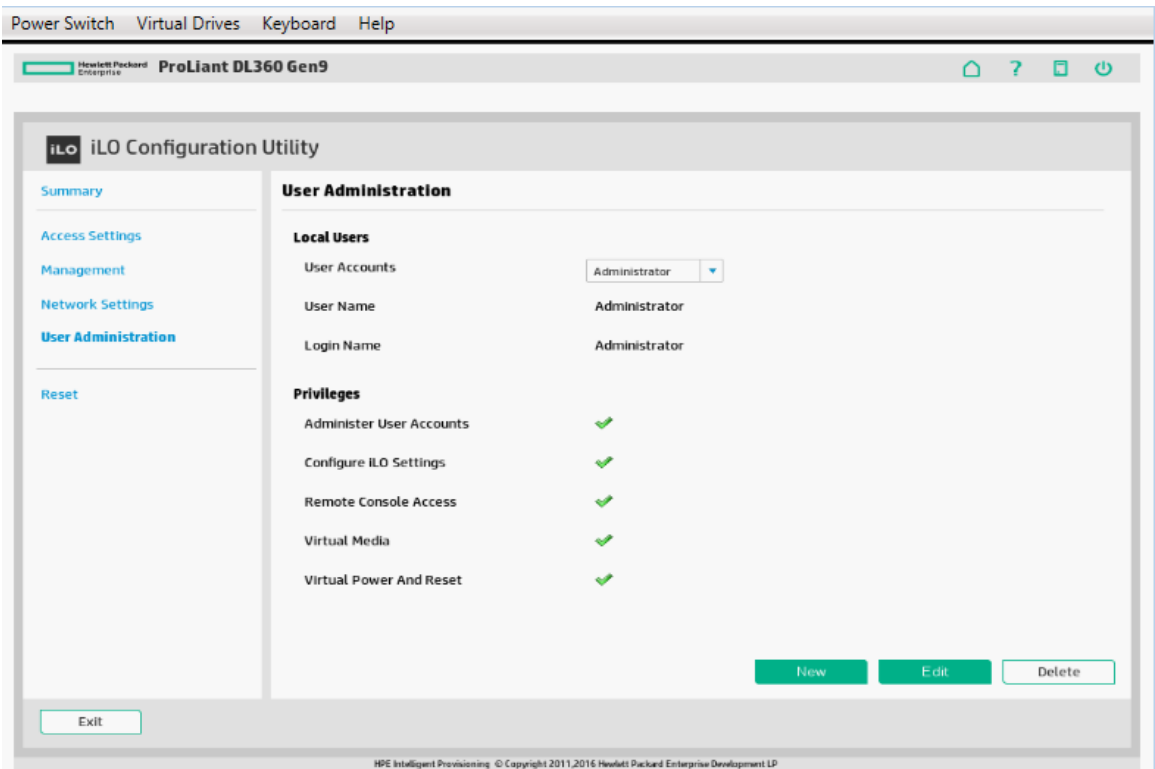 Power Switch Virtual Drives Keyboard Help
Hewlett Packard
Enterprise
ProLiant DL360 Gen9
?
iLO iLO Configuration Utility
Summary
Access Settings
Management
Network Settings
User Administration
Reset
User Administration
Local Users
User Accounts Administrator
User Name Administrator
Login Name Administrator
Privileges
Administer User Accounts
Configure iLO Settings
Remote Console Access
Virtual Media
Virtual Power And Reset
New Edit Delete
Exit
HPE Intelligent Provisioning © Copyright 2011,2016 Hewlett Packard Enterprise Development LP